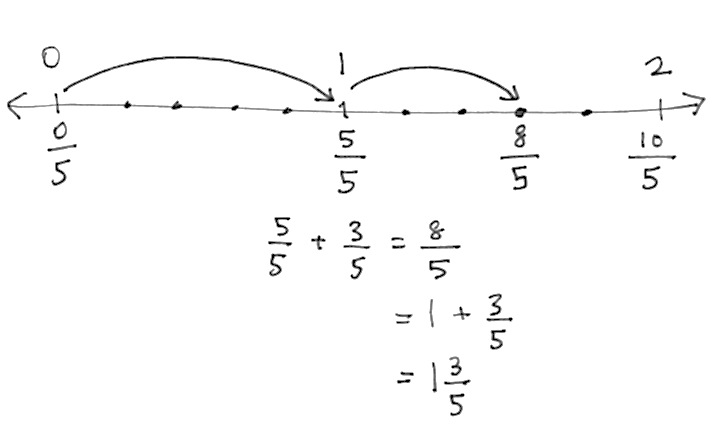 0 1 2
0/5 5/5 8/5 10/5
5/5 + 3/5 = 8/5
= 1 + 3/5
= 1 3/5